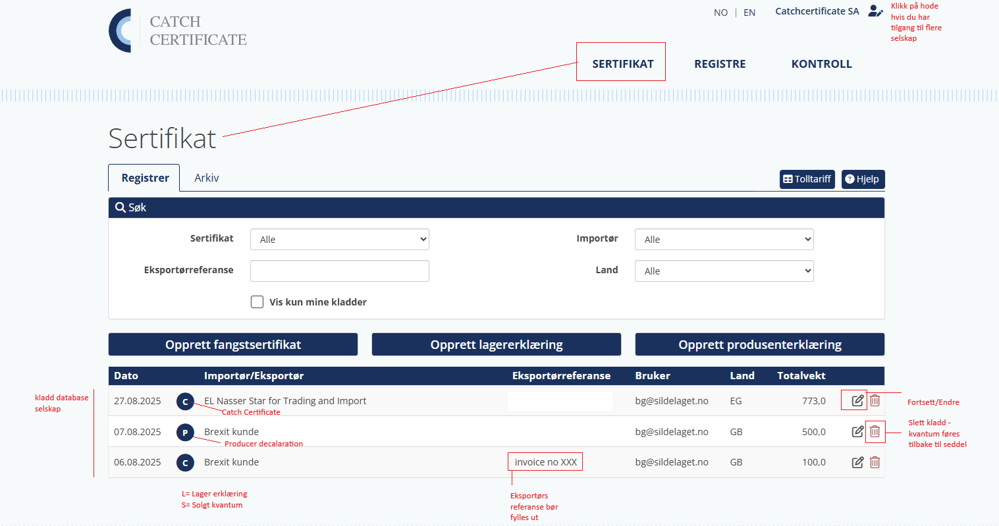 CATCH
CERTIFICATE
NO | EN
Catchcertificate SA
Klikk på hode
hvis du har
tilgang til flere
selskap
SERTIFIKAT
REGISTRE
KONTROLL
Sertifikat
Registrer
Arkiv
Tolltariff
? Hjelp
Søk
Sertifikat
Alle
Importør
Alle
Eksportørreferanse
Land
Alle
Vis kun mine kladder
Opprett fangstsertifikat
Opprett lagererklæring
Opprett produsenterklæring
Dato Importør/Eksportør Eksportørreferanse Bruker Land Totalvekt
kladd database
selskap
27.08.2025 C EL Nasser Star for Trading and Import bg@sildelaget.no EG 773,0
Catch Certificate
Fortsett/Endre
07.08.2025 P Brexit kunde bg@sildelaget.no GB 500,0
Producer decalaration
Slett kladd -
kvantum føres
tilbake til seddel
06.08.2025 C Brexit kunde invoice no XXX bg@sildelaget.no GB 100,0
L= Lager erklæring
S= Solgt kvantum
Eksportørs
referanse bør
fylles ut